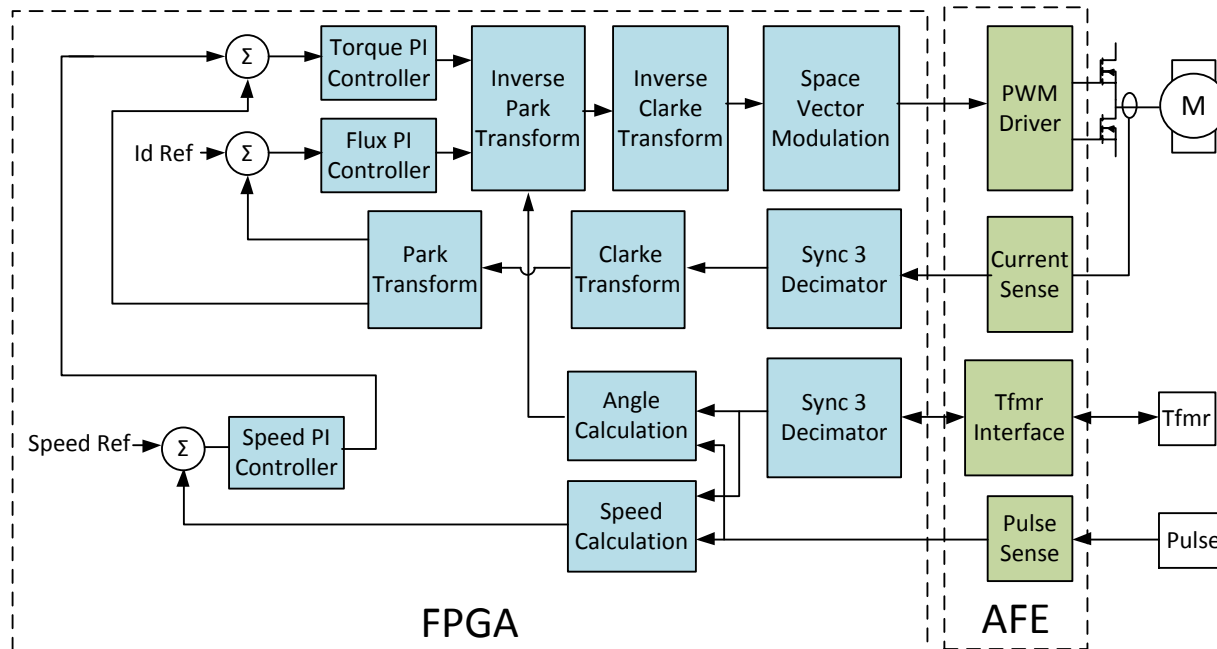 Σ
Torque PI
Controller
Inverse
Park
Transform
Inverse
Clarke
Transform
Space
Vector
Modulation
PWM
Driver
M
Id Ref
Σ
Flux PI
Controller
Park
Transform
Clarke
Transform
Sync 3
Decimator
Current
Sense
Angle
Calculation
Sync 3
Decimator
Tfmr
Interface
Tfmr
Speed Ref
Σ
Speed PI
Controller
Speed
Calculation
Pulse
Sense
Pulse
FPGA
AFE